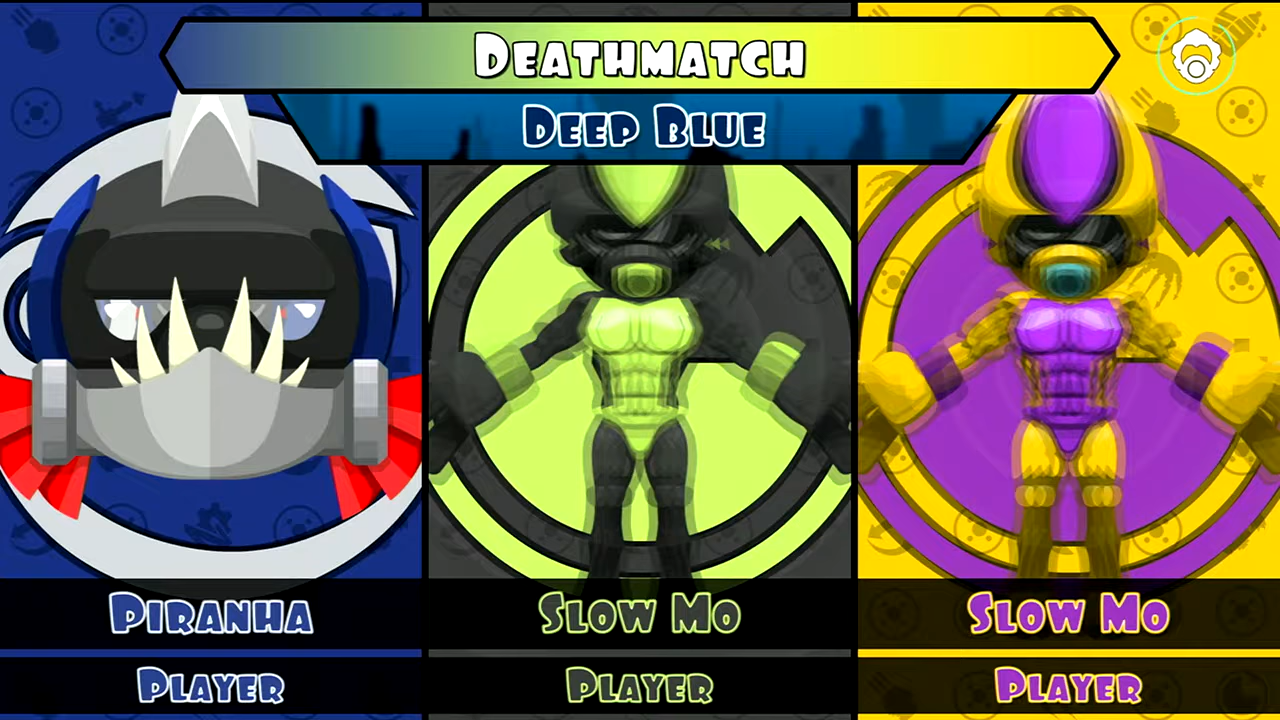 Deathmatch
Deep Blue
Piranha
Slow Mo
Slow Mo
Player
Player
Player